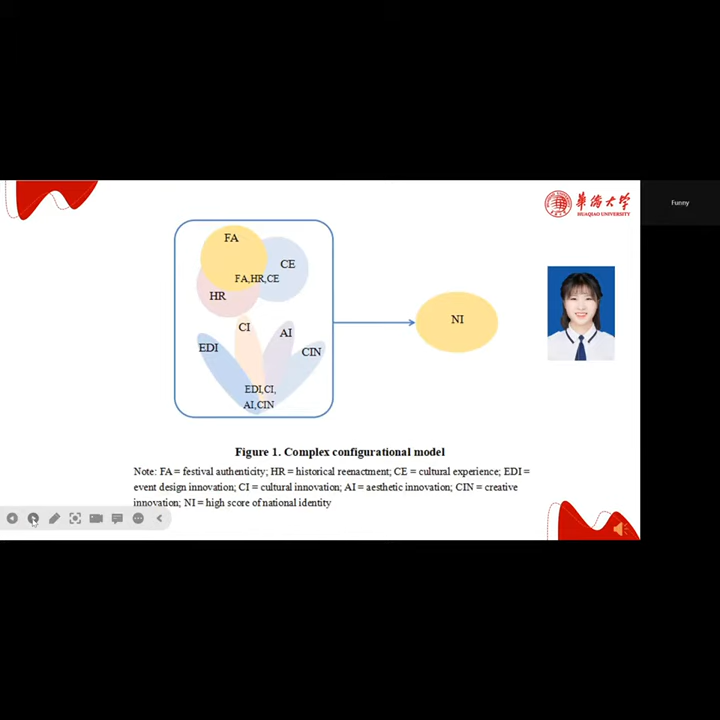 華僑大学
HUAQIAO UNIVERSITY
Funny
FA
CE
FA,HR,CE
HR
CI
AI
EDI
CIN
EDI,CI,
AI,CIN
NI
Figure 1. Complex configurational model
Note: FA = festival authenticity; HR = historical reenactment; CE = cultural experience; EDI =
event design innovation; CI = cultural innovation; AI = aesthetic innovation; CIN = creative
innovation; NI = high score of national identity